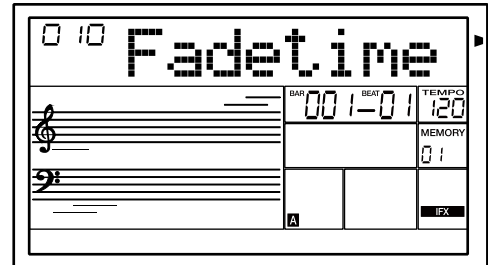 010 Fadetime
BAR 001 BEAT -01 TEMPO 120
MEMORY
01
A IFX